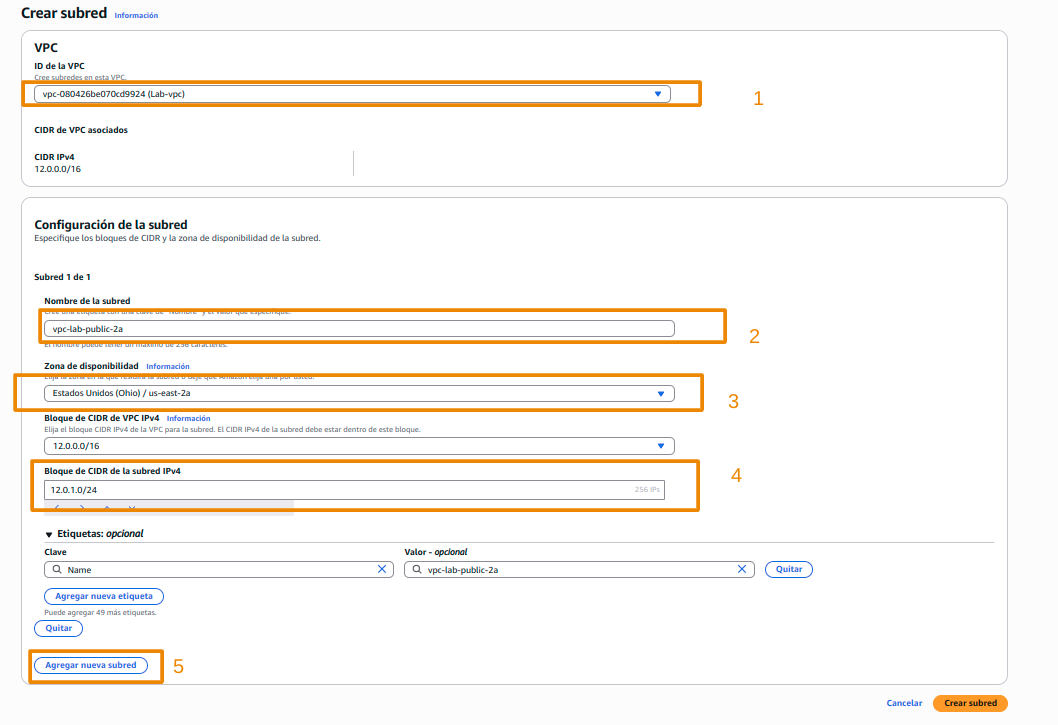 Crear subred Información
VPC
ID de la VPC
Cree subredes en esta VPC.
vpc-080426be070cd9924 (Lab-vpc)
1
CIDR de VPC asociados
CIDR IPv4
12.0.0.0/16
Configuración de la subred
Especifique los bloques de CIDR y la zona de disponibilidad de la subred.
Subred 1 de 1
Nombre de la subred
Cree una etiqueta con una clave de "Nombre" y el valor que especifique.
vpc-lab-public-2a
2
El nombre puede tener un máximo de 256 caracteres.
Zona de disponibilidad Información
Elija la zona en la que residirá la subred o deje que Amazon elija una por usted.
Estados Unidos (Ohio) / us-east-2a
3
Bloque de CIDR de VPC IPv4 Información
Elija el bloque CIDR IPv4 de la VPC para la subred. El CIDR IPv4 de la subred debe estar dentro de este bloque.
12.0.0.0/16
Bloque de CIDR de la subred IPv4
4
12.0.1.0/24 256 IPs
Etiquetas: opcional
Clave Valor - opcional
Name vpc-lab-public-2a Quitar
Agregar nueva etiqueta
Puede agregar 49 más etiquetas.
Quitar
Agregar nueva subred 5
Cancelar Crear subred